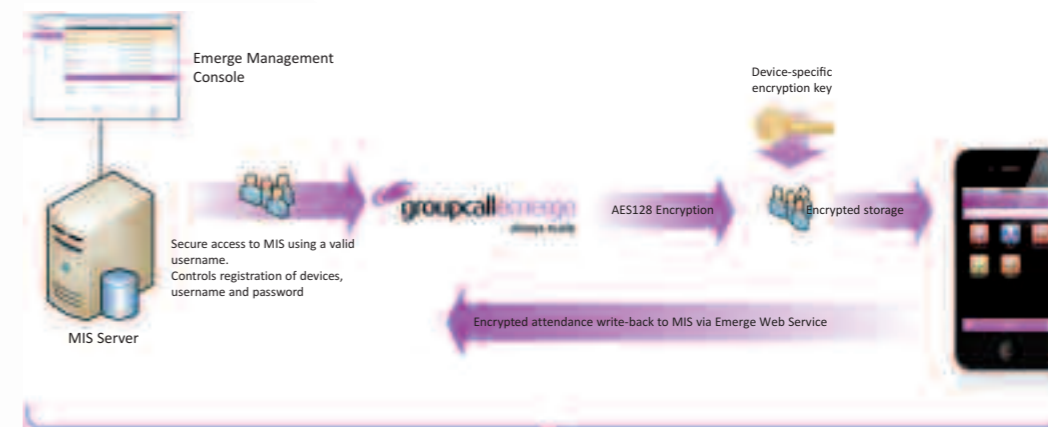 Emerge Management
Console
Device-specific
encryption key
groupcallemerge
always ready
AES128 Encryption
Encrypted storage
Secure access to MIS using a valid
username.
Controls registration of devices,
username and password
Encrypted attendance write-back to MIS via Emerge Web Service
MIS Server